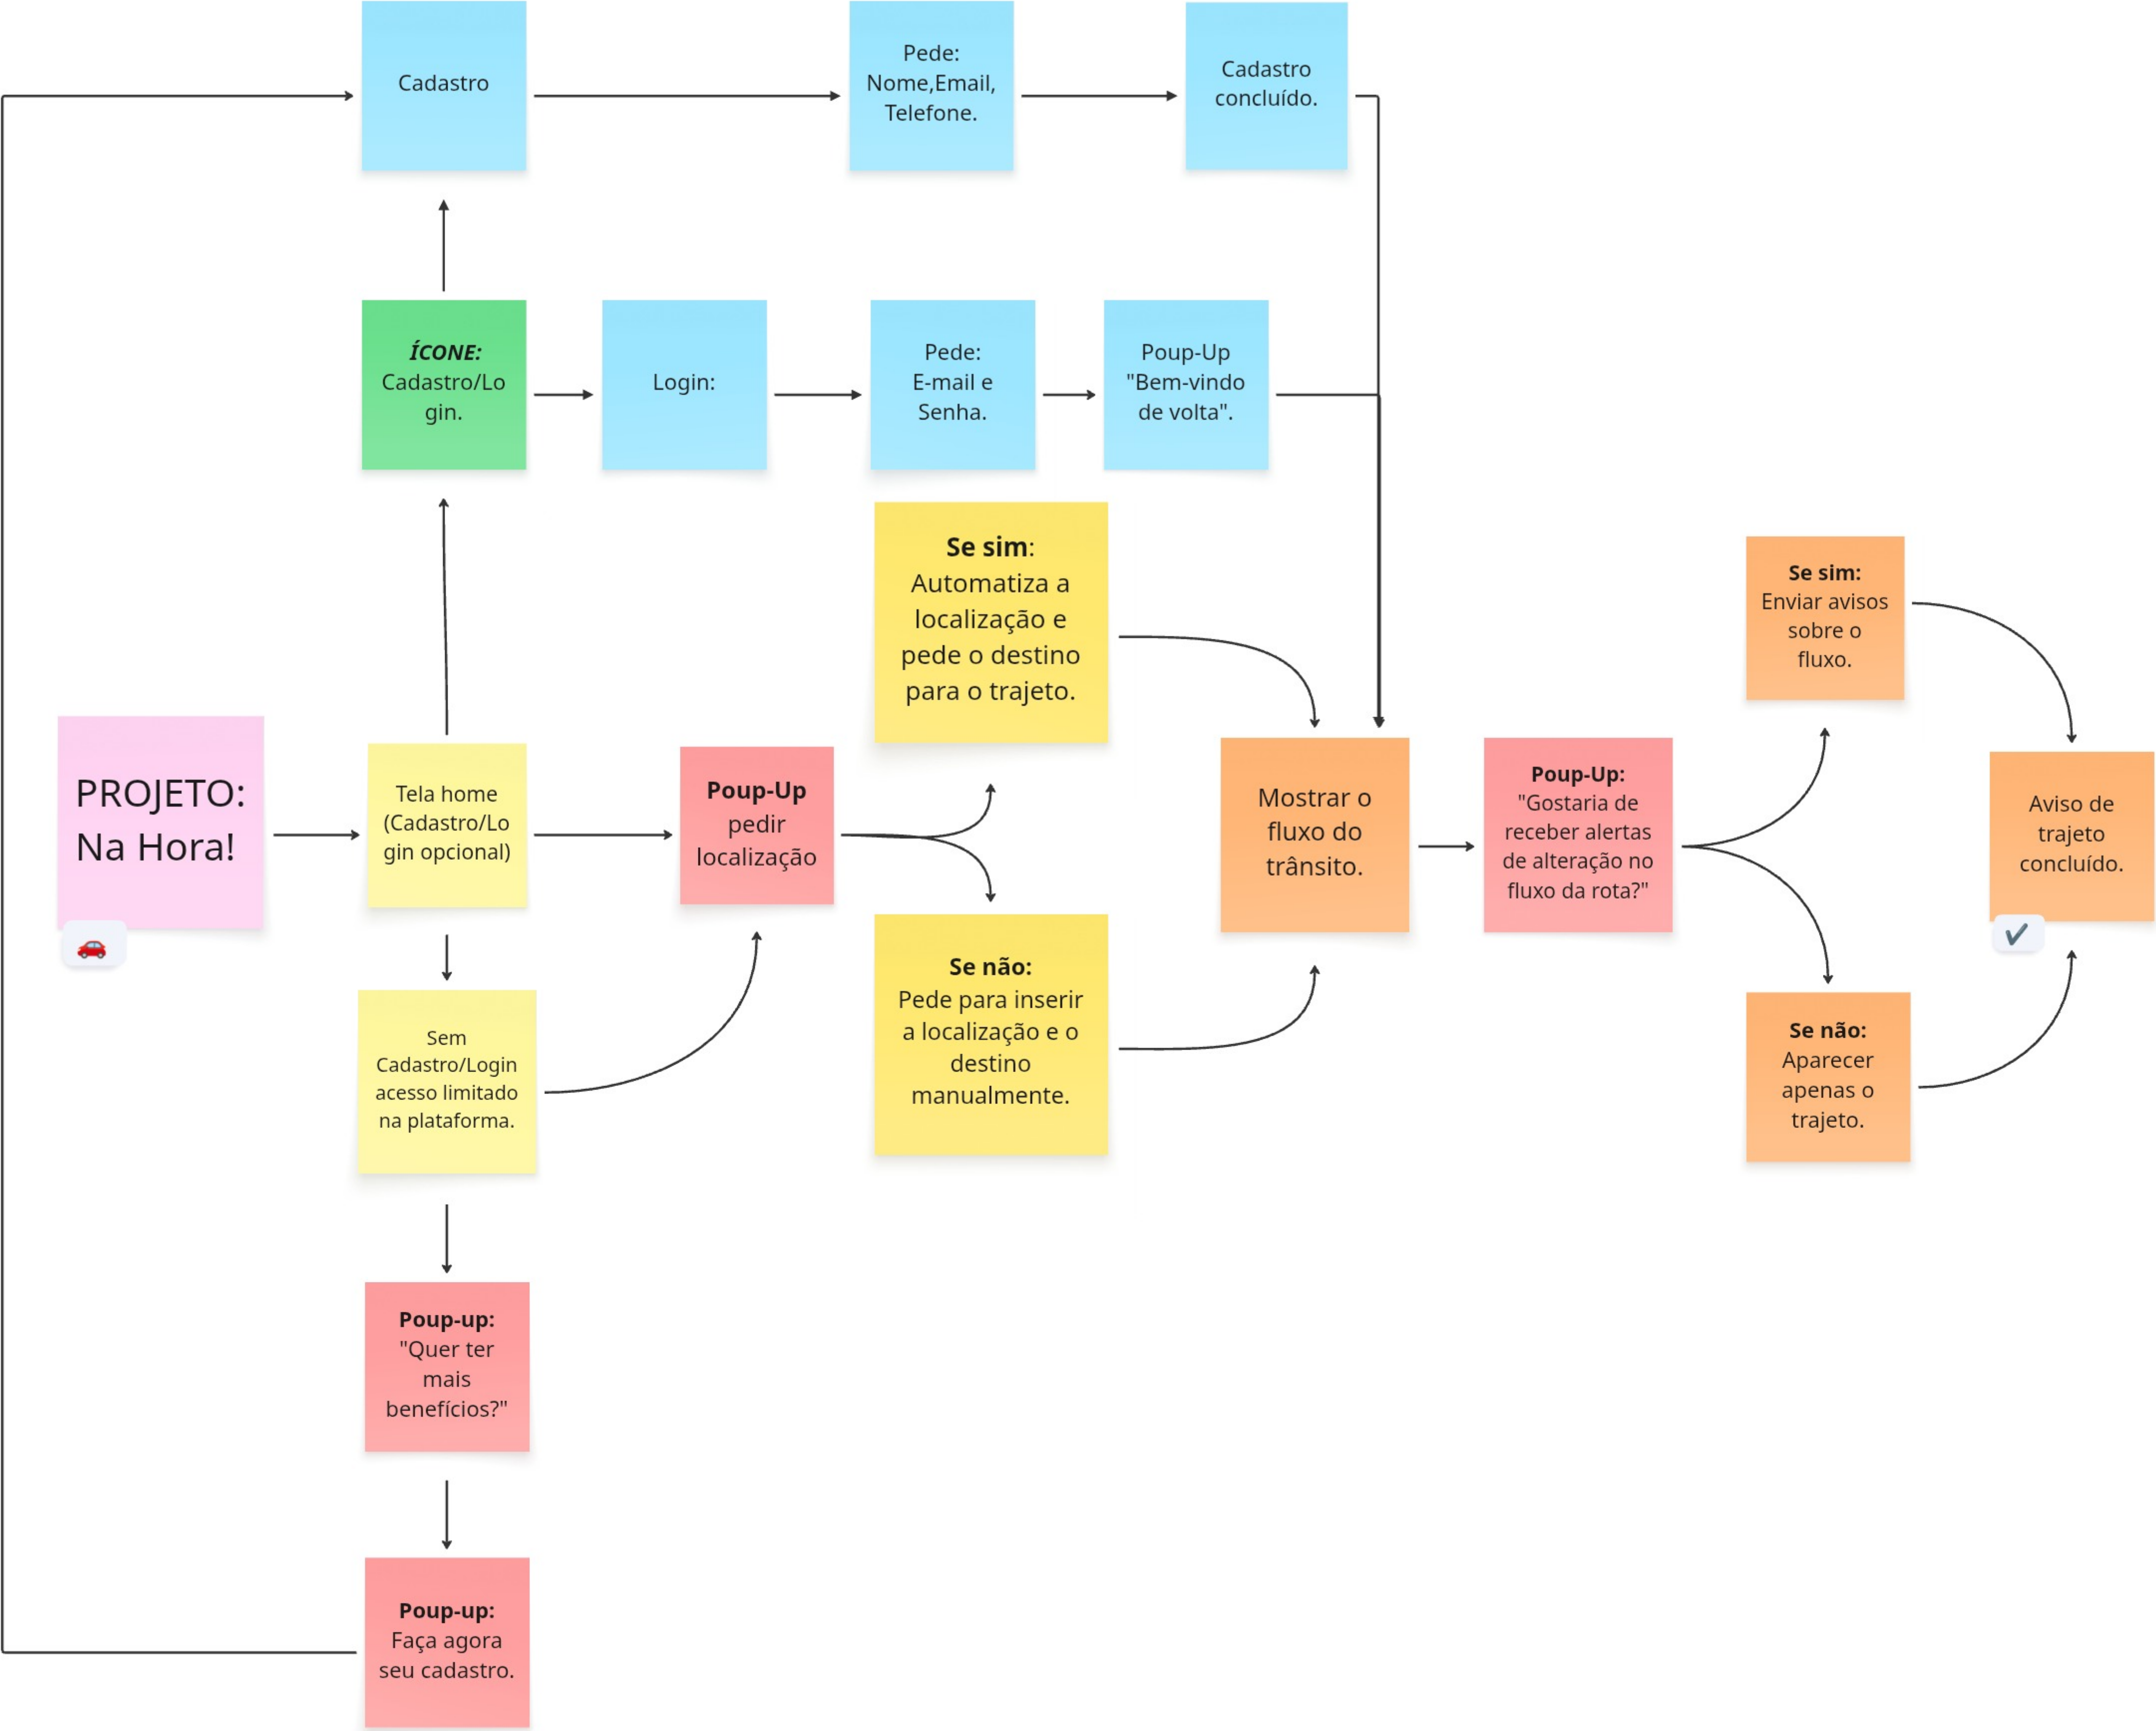 Cadastro
Pede:
Nome,Email,
Telefone.
Cadastro
concluído.
ÍCONE:
Cadastro/Lo
gin.
Login:
Pede:
E-mail e
Senha.
Poup-Up
"Bem-vindo
de volta".
Se sim:
Automatiza a
localização e
pede o destino
para o trajeto.
Se sim:
Enviar avisos
sobre o
fluxo.
PROJETO:
Na Hora!
Tela home
(Cadastro/Lo
gin opcional)
Poup-Up
pedir
localização
Mostrar o
fluxo do
trânsito.
Poup-Up:
"Gostaria de
receber alertas
de alteração no
fluxo da rota?"
Aviso de
trajeto
concluído.
Se não:
Pede para inserir
a localização e o
destino
manualmente.
Sem
Cadastro/Login
acesso limitado
na plataforma.
Se não:
Aparecer
apenas o
trajeto.
Poup-up:
"Quer ter
mais
benefícios?"
Poup-up:
Faça agora
seu cadastro.